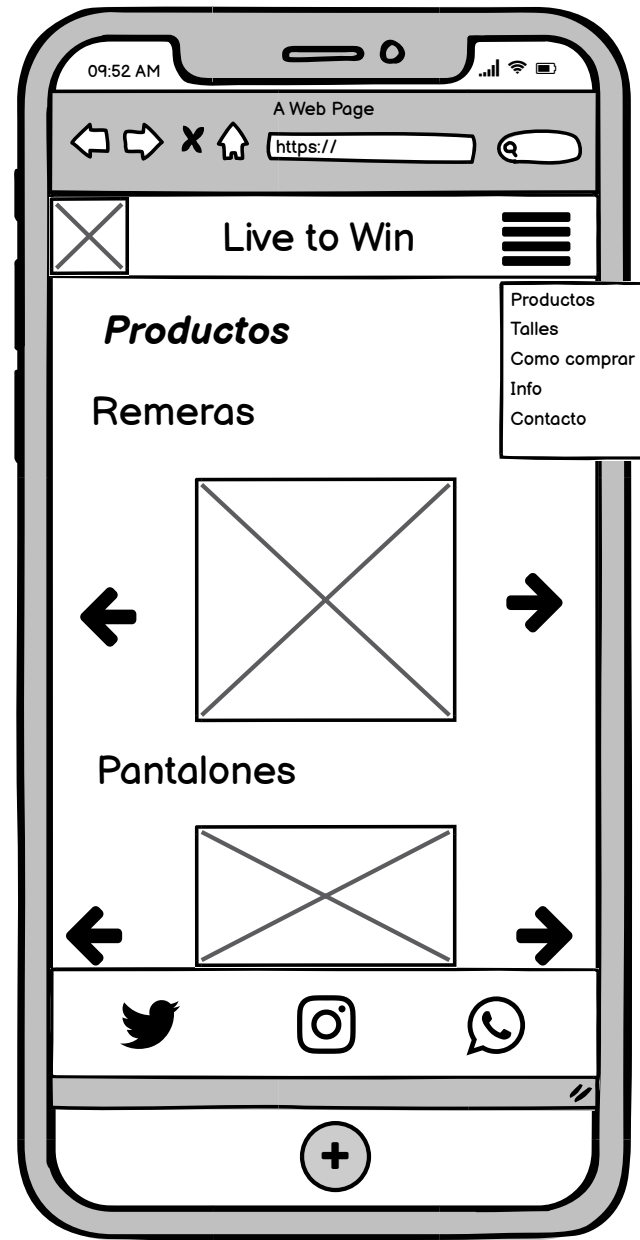 09:52 AM
A Web Page
https://
Live to Win
Productos
Talles
Como comprar
Info
Contacto
Productos
Remeras
Pantalones